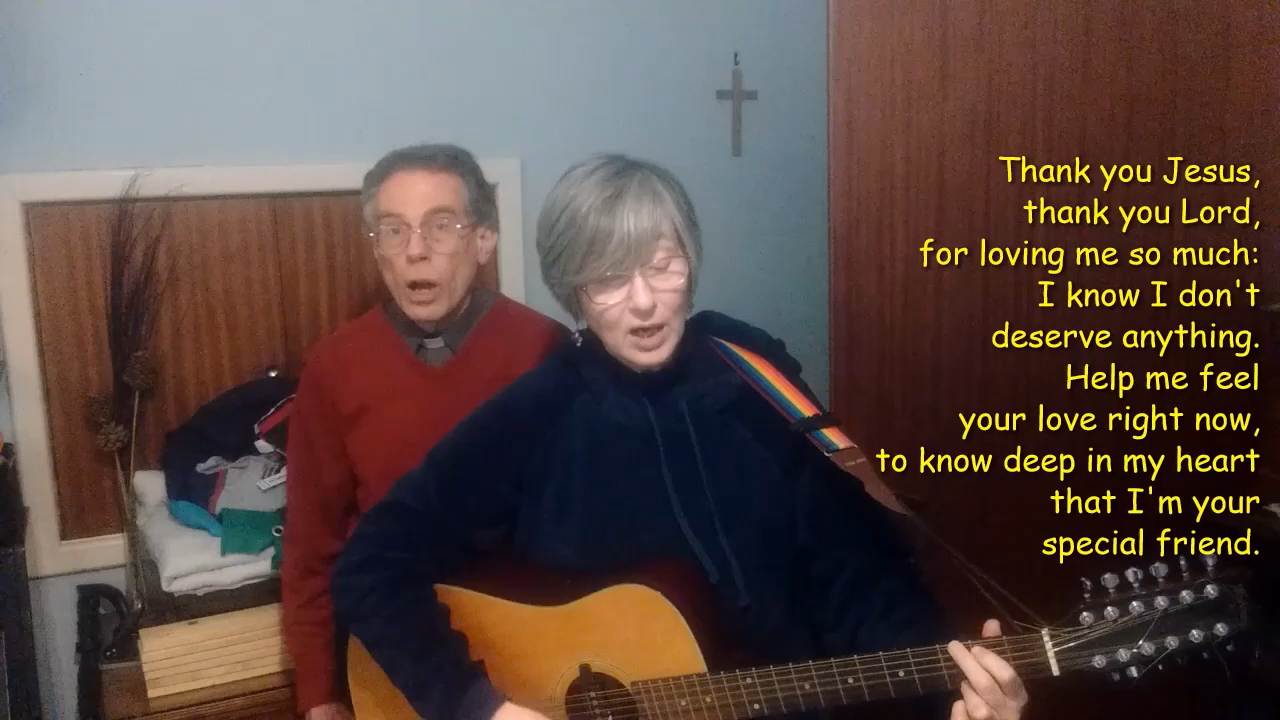 Thank you Jesus,
thank you Lord,
for loving me so much:
I know I don't
deserve anything.
Help me feel
your love right now,
to know deep in my heart
that I'm your
special friend.